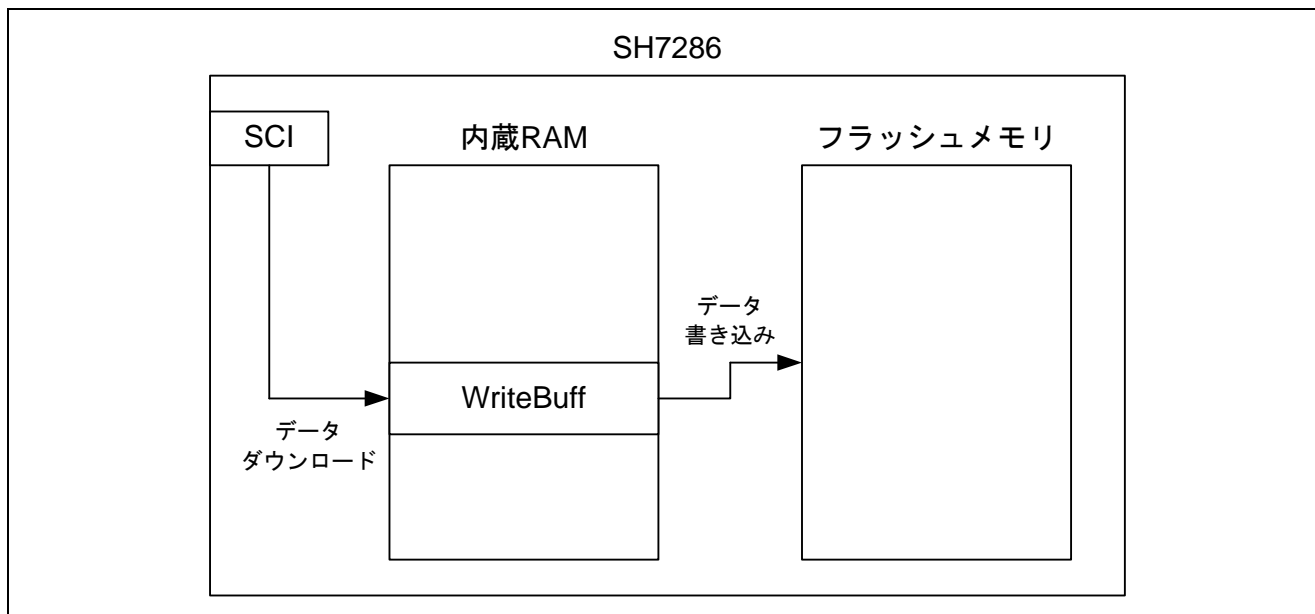 SH7286
SCI
内蔵RAM
フラッシュメモリ
データ
書き込み
WriteBuff
データ
ダウンロード